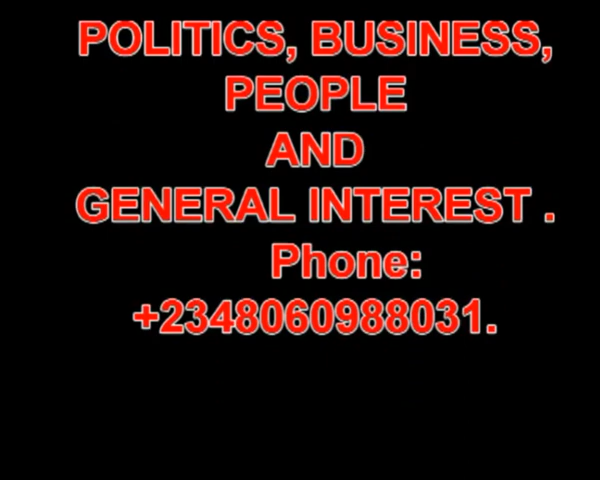 POLITICS, BUSINESS,
PEOPLE
AND
GENERAL INTEREST .
Phone:
+2348060988031.